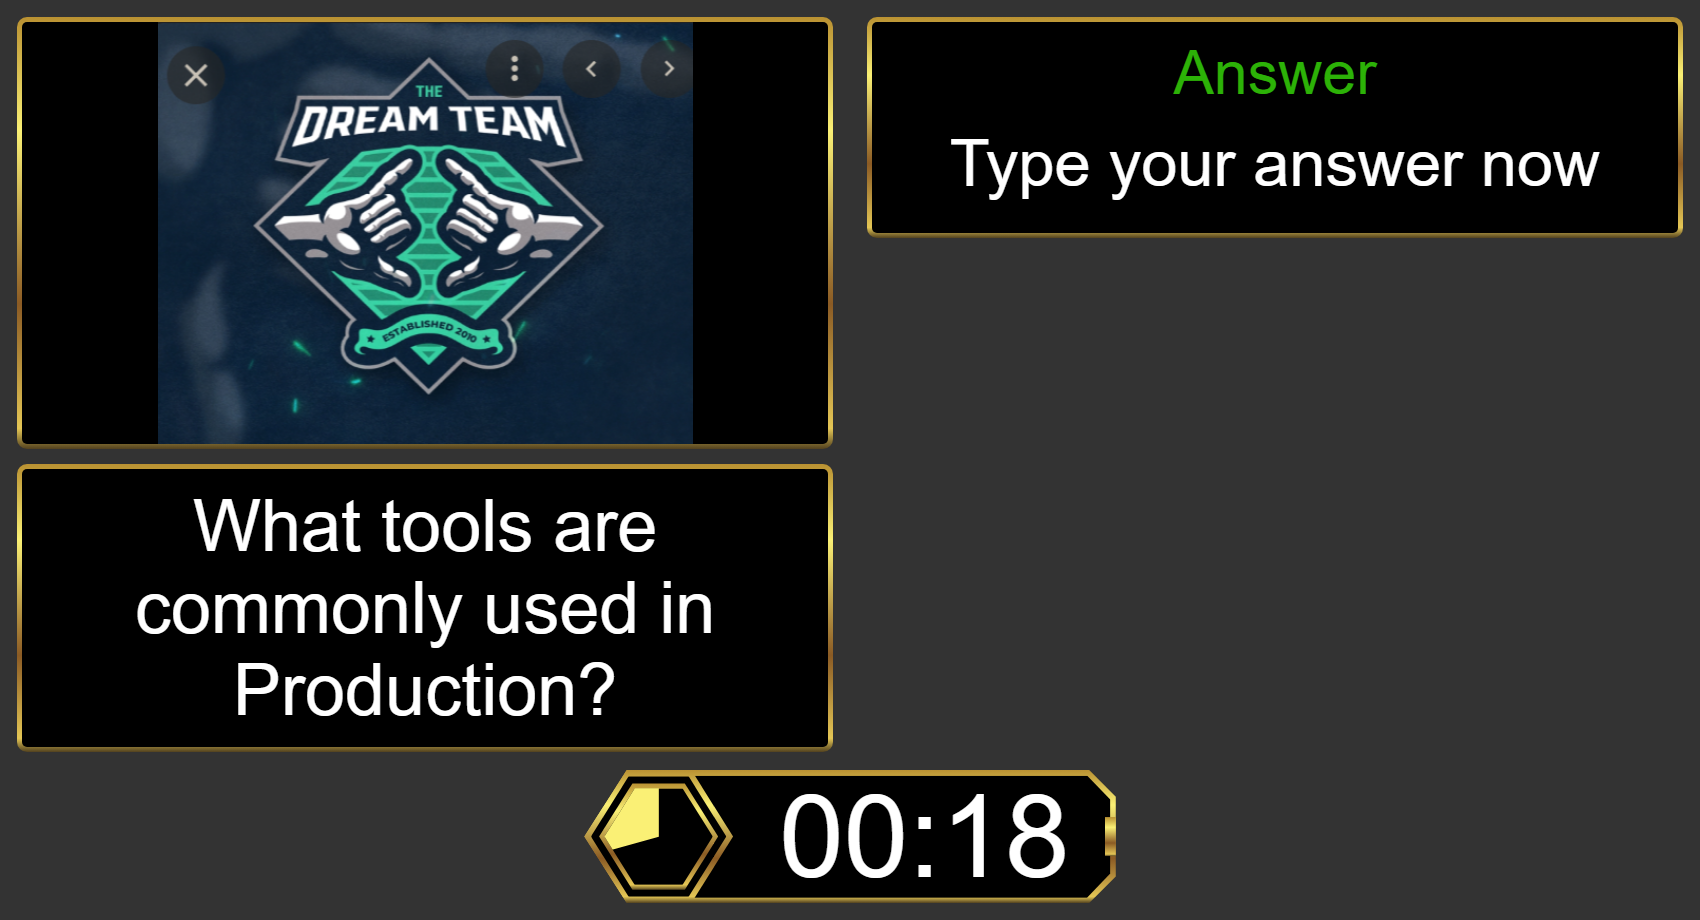 THE
DREAM TEAM
ESTABLISHED 2010
What tools are
commonly used in
Production?
Answer
Type your answer now
00:18